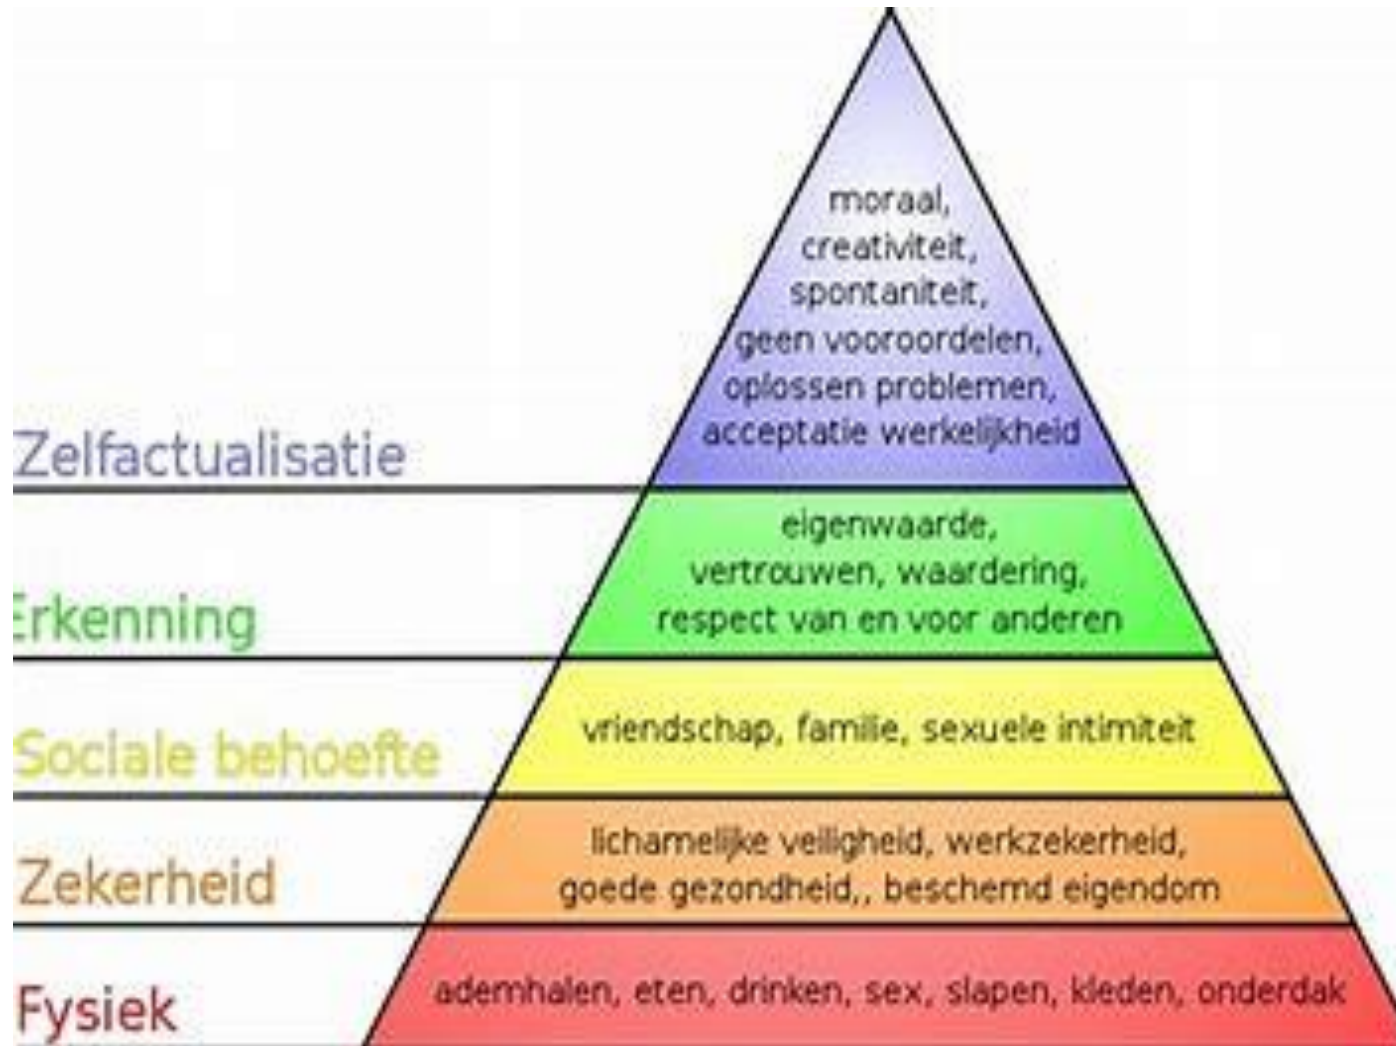 moraal,
creativiteit,
spontaniteit,
geen vooroordelen,
oplossen problemen,
acceptatie werkelijkheid
Zelfactualisatie
eigenwaarde,
vertrouwen, waardering,
respect van en voor anderen
Erkenning
vriendschap, familie, sexuele intimiteit
Sociale behoefte
lichamelijke veiligheid, werkzekerheid,
goede gezondheid,, beschemd eigendom
Zekerheid
ademhalen, eten, drinken, sex, slapen, kleden, onderdak
Fysiek